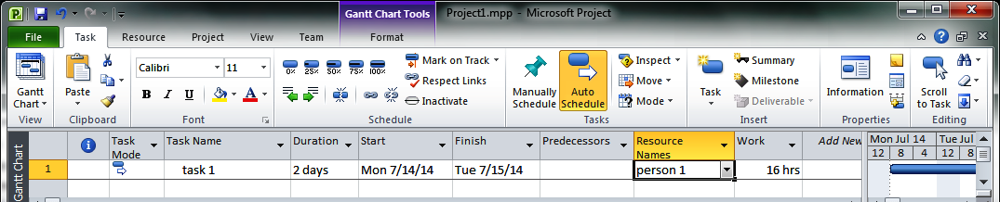 Gantt Chart Tools
Project1.mpp - Microsoft Project
File Task Resource Project View Team Format
Gantt Chart
View
Paste
Clipboard
Calibri 11
B I U A
Font
0% 25% 50% 75% 100%
Mark on Track
Respect Links
Inactivate
Schedule
Manually Schedule
Auto Schedule
Inspect
Move
Mode
Tasks
Task
Summary
Milestone
Deliverable
Insert
Information
Properties
Scroll to Task
Editing
Task Mode Task Name Duration Start Finish Predecessors Resource Names Work Add New
Mon Jul 14 Tue Jul 15
12 8 4 12 8
1 task 1 2 days Mon 7/14/14 Tue 7/15/14 person 1 16 hrs
Gantt Chart